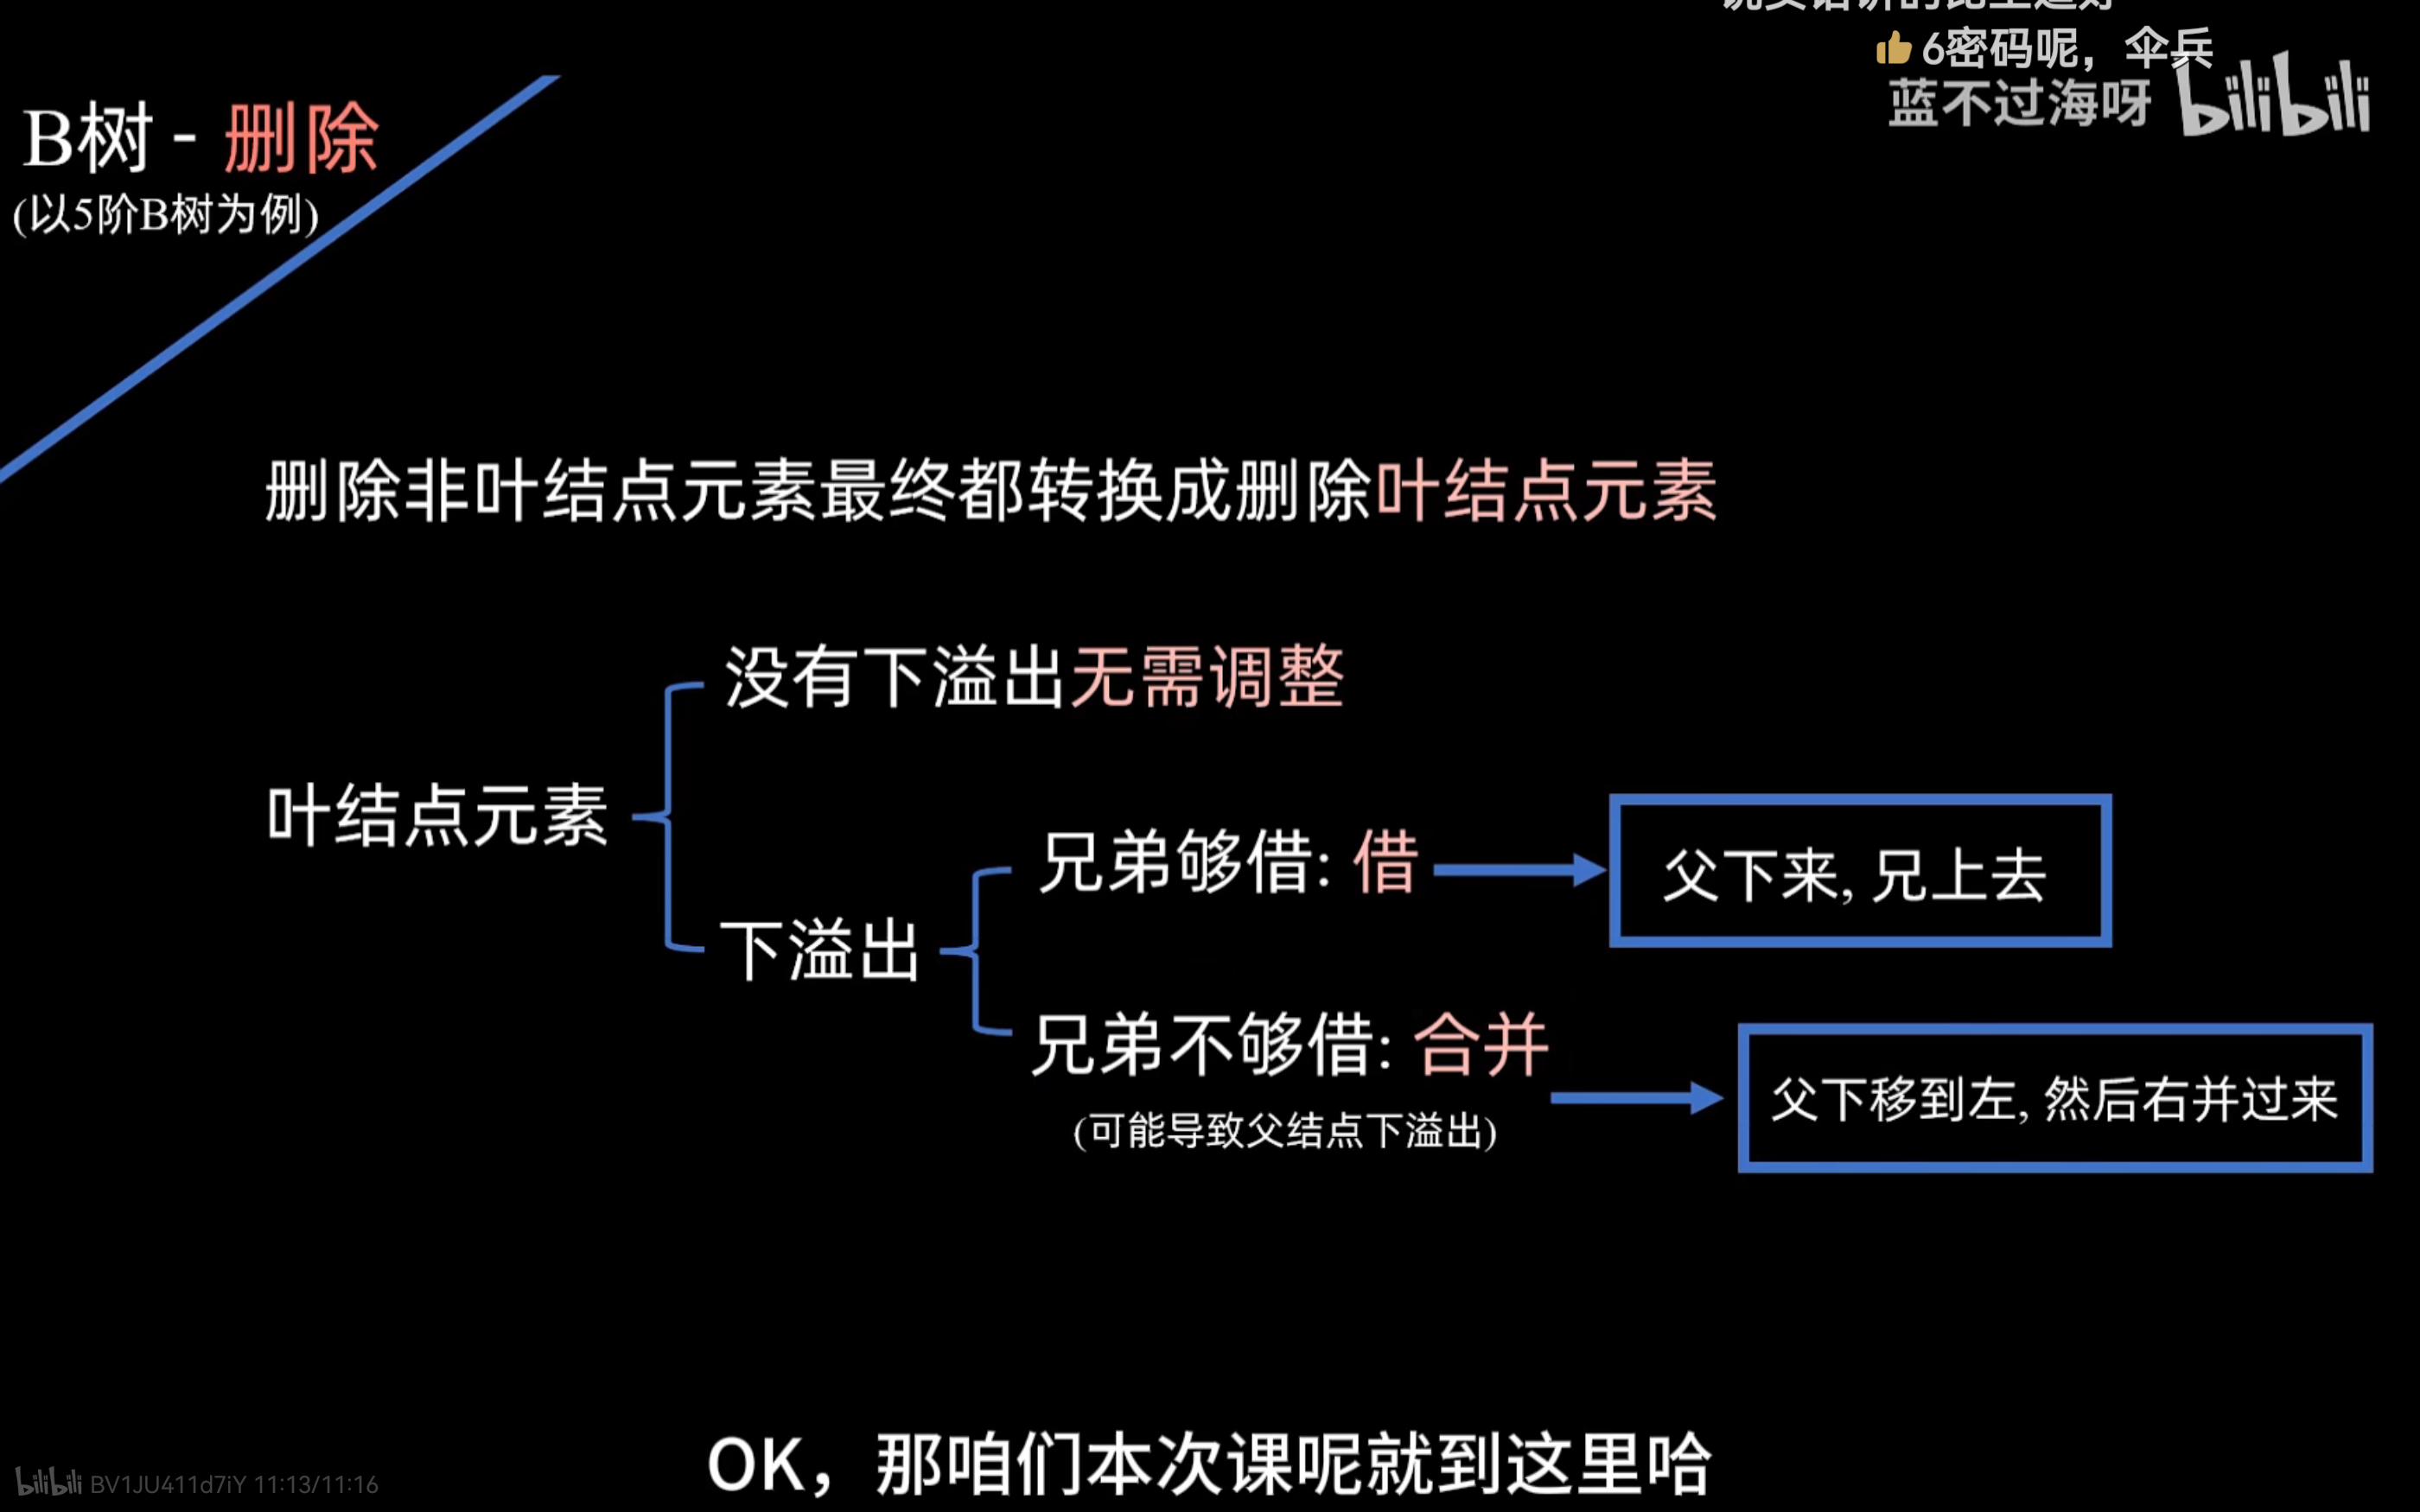 6密码呢，伞兵
蓝不过海呀 bilibili
B树 - 删除
(以5阶B树为例)
删除非叶结点元素最终都转换成删除叶结点元素
没有下溢出无需调整
叶结点元素
兄弟够借: 借
父下来, 兄上去
下溢出
兄弟不够借: 合并
(可能导致父结点下溢出)
父下移到左, 然后右并过来
OK，那咱们本次课呢就到这里哈
bilibili BV1JU411d7iY 11:13/11:16